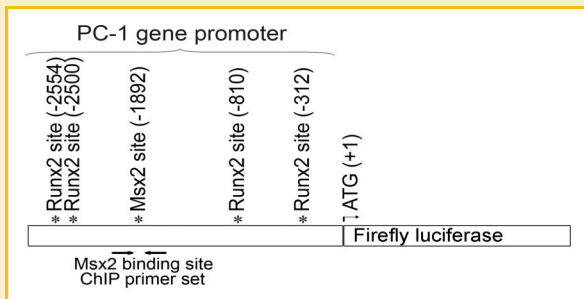 PC-1 gene promoter
* Runx2 site (-2554)
* Runx2 site (-2500)
* Msx2 site (-1892)
* Runx2 site (-810)
* Runx2 site (-312)
ATG (+1)
Firefly luciferase
Msx2 binding site
ChIP primer set